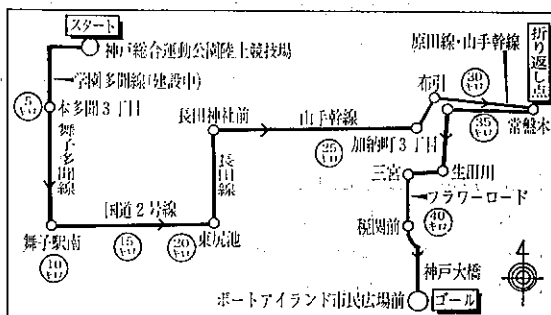 スタート
神戸総合運動公園陸上競技場
学園多聞線(建設中)
5キロ
本多聞3丁目
舞子多聞線
舞子駅南
10キロ
国道2号線
15キロ
20キロ
東尻池
長田線
長田神社前
山手幹線
25キロ
加納町3丁目
布引
原田線・山手幹線
30キロ
折り返し点
常盤木
35キロ
生田川
三宮
フラワーロード
税関前
40キロ
神戸大橋
ポートアイランド市民広場前
ゴール
4